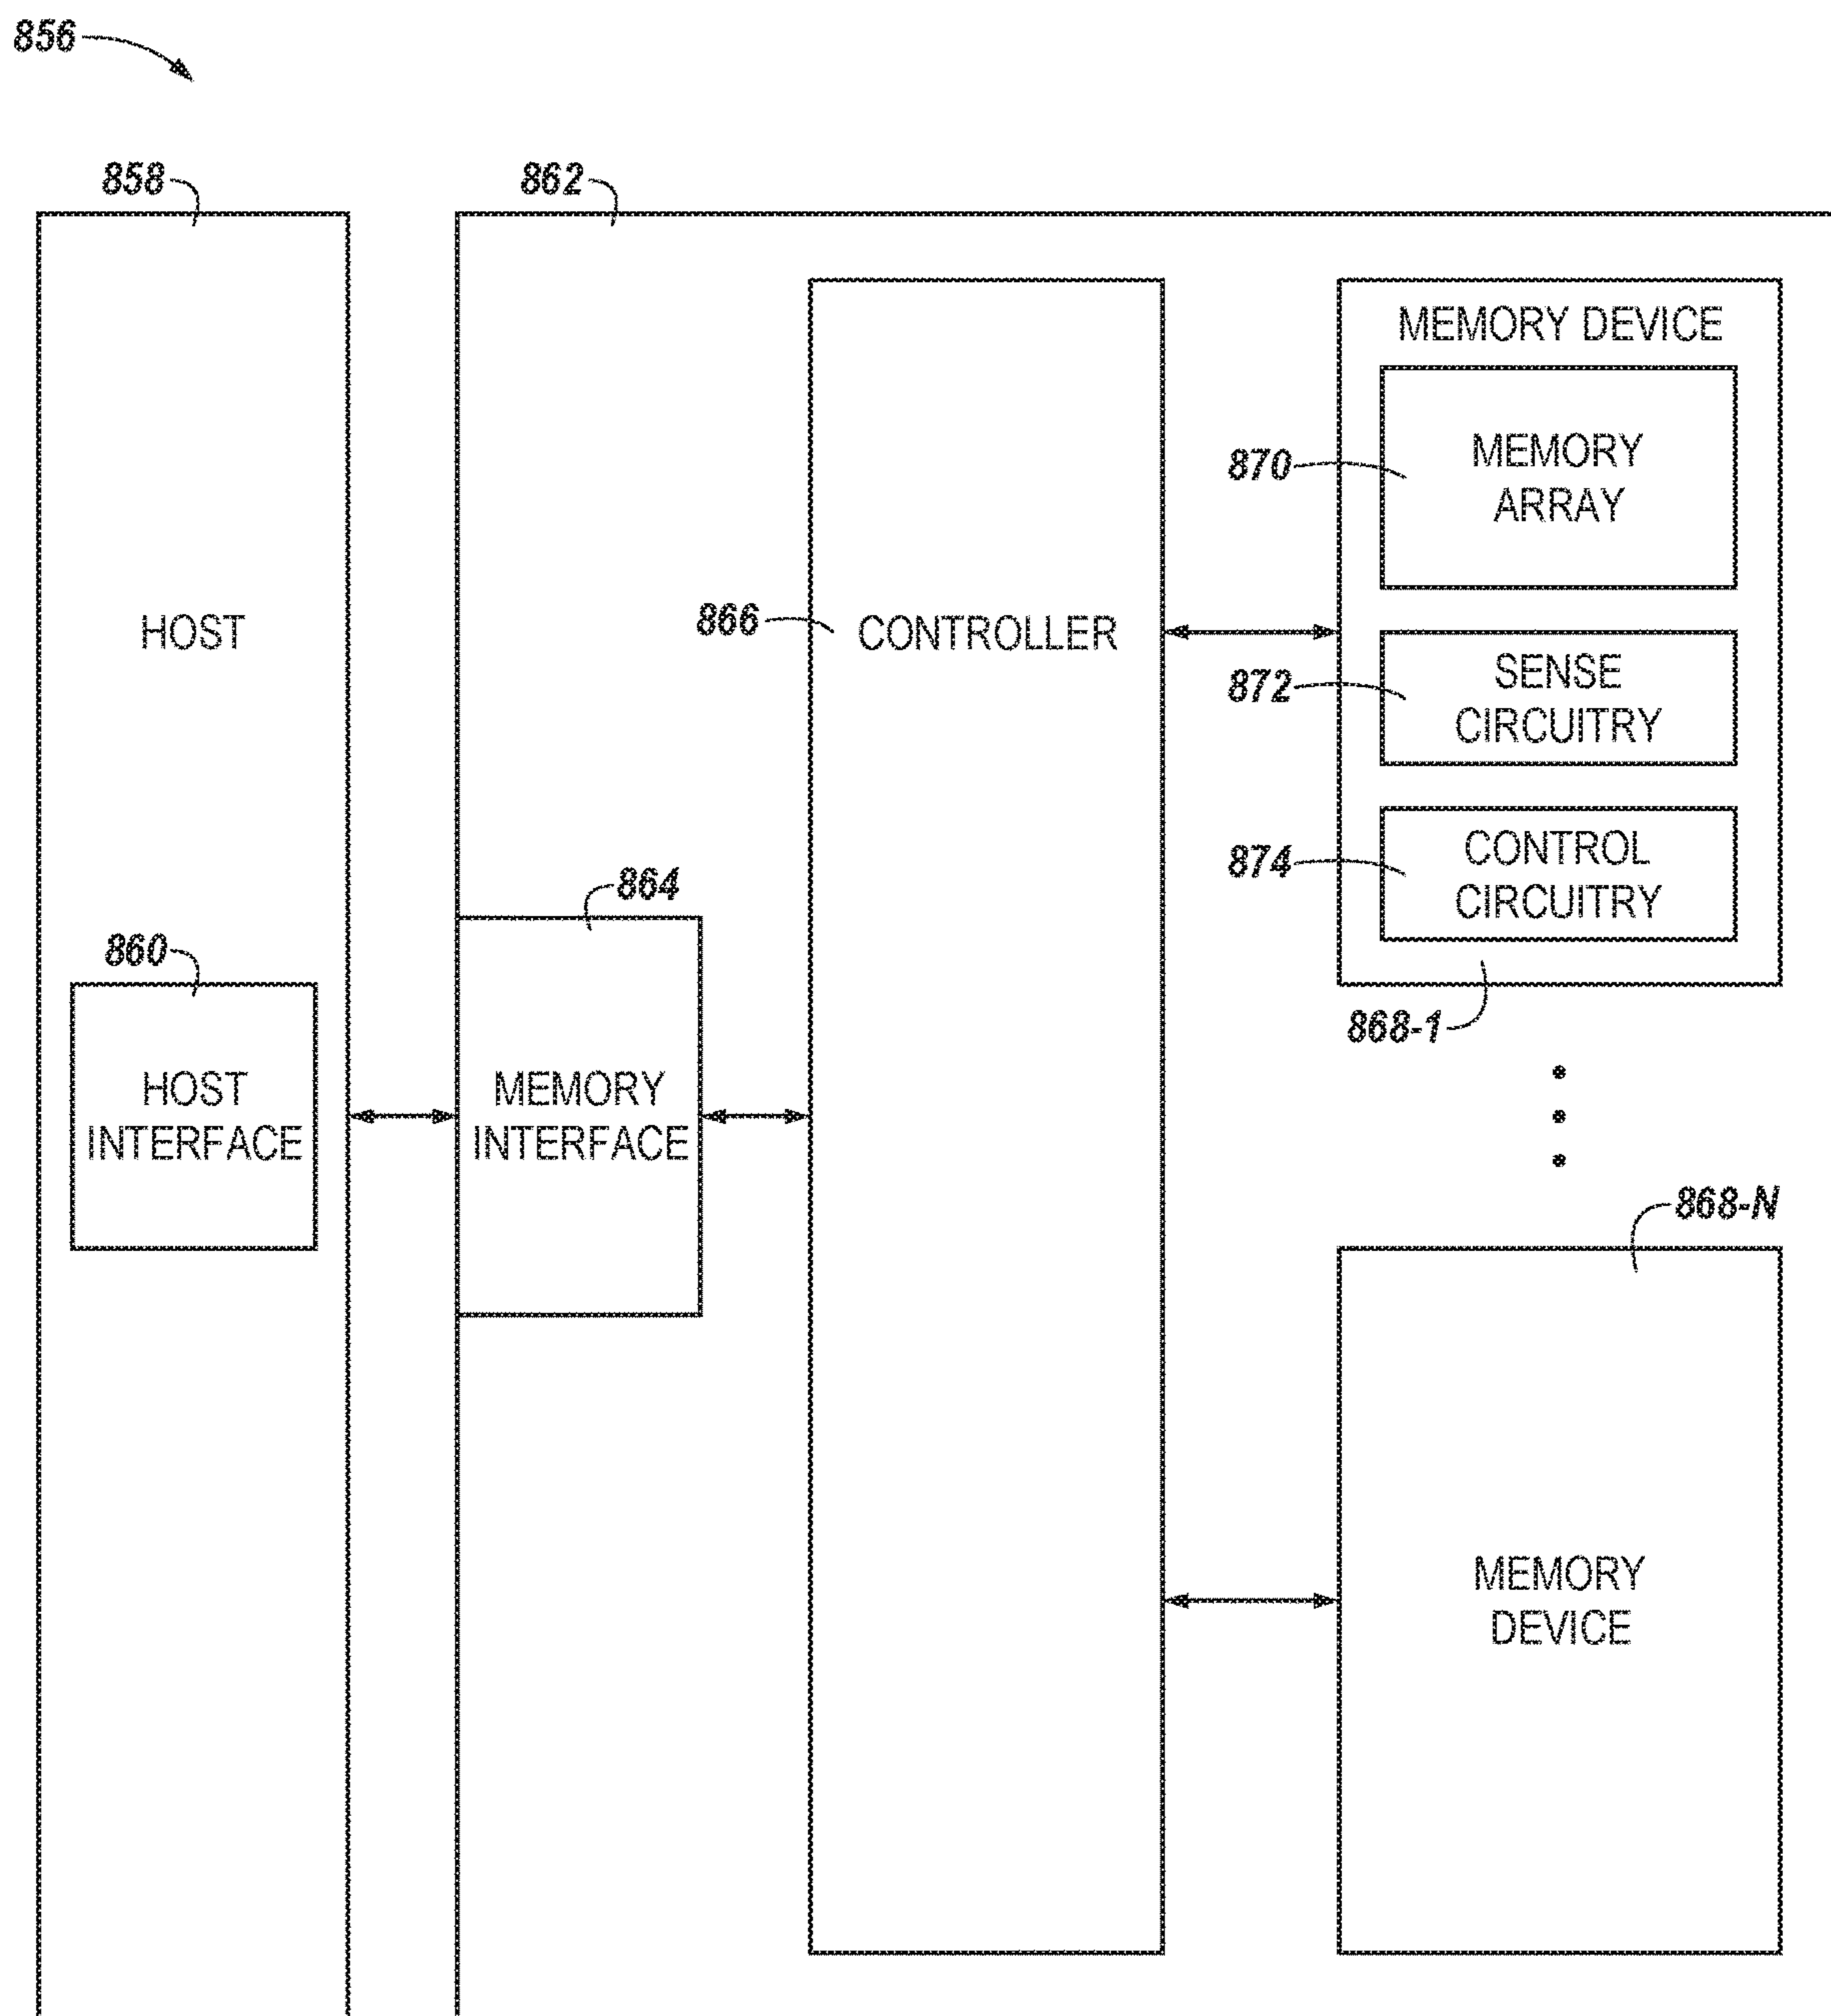 856
858
862
MEMORY DEVICE
870
MEMORY
ARRAY
HOST
866
CONTROLLER
872
SENSE
CIRCUITRY
874
CONTROL
CIRCUITRY
864
860
868-1
HOST
INTERFACE
MEMORY
INTERFACE
868-N
MEMORY
DEVICE